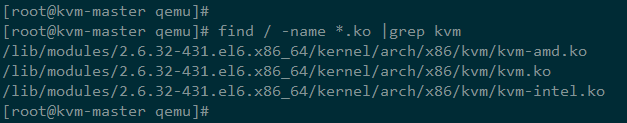 [root@kvm-master qemu]#
[root@kvm-master qemu]# find / -name *.ko |grep kvm
/lib/modules/2.6.32-431.el6.x86_64/kernel/arch/x86/kvm/kvm-amd.ko
/lib/modules/2.6.32-431.el6.x86_64/kernel/arch/x86/kvm/kvm.ko
/lib/modules/2.6.32-431.el6.x86_64/kernel/arch/x86/kvm/kvm-intel.ko
[root@kvm-master qemu]#